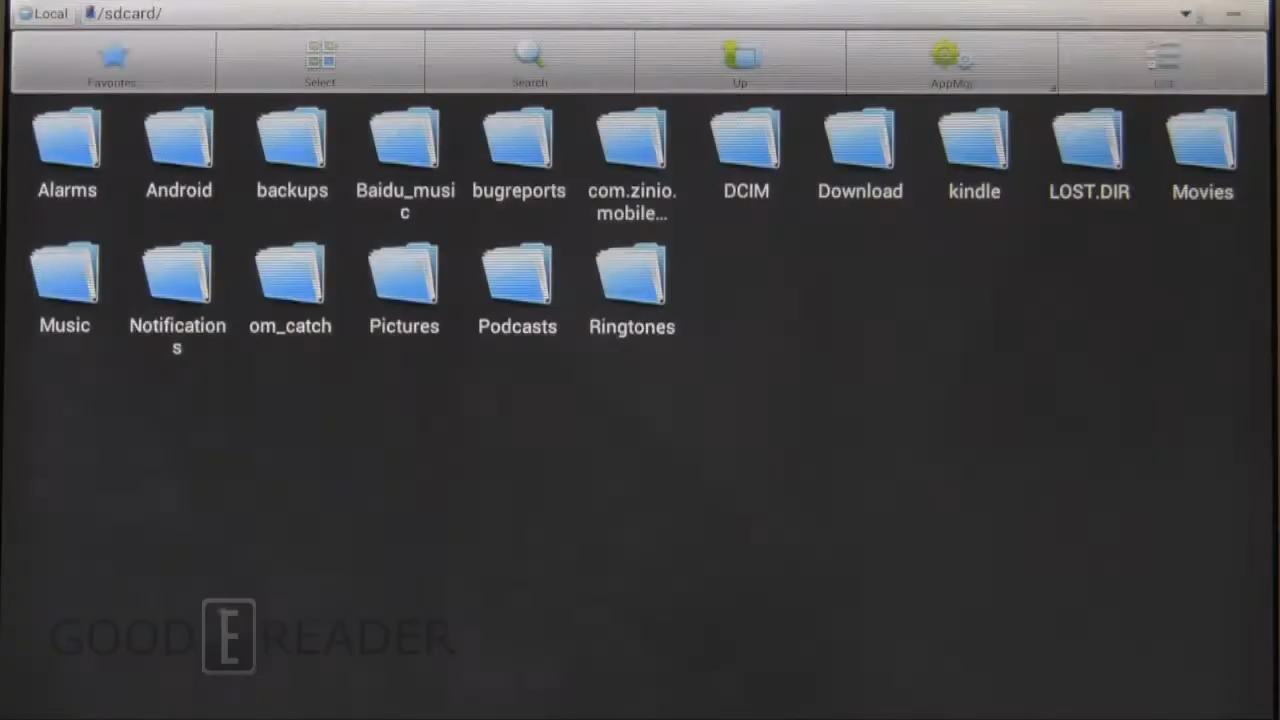 Local /sdcard/
Favorites Select Search Up AppMgr List
Alarms Android backups Baidu_musi bugreports com.zinio. DCIM Download kindle LOST.DIR Movies
c mobile...
Music Notification om_catch Pictures Podcasts Ringtones
s
GOOD E READER